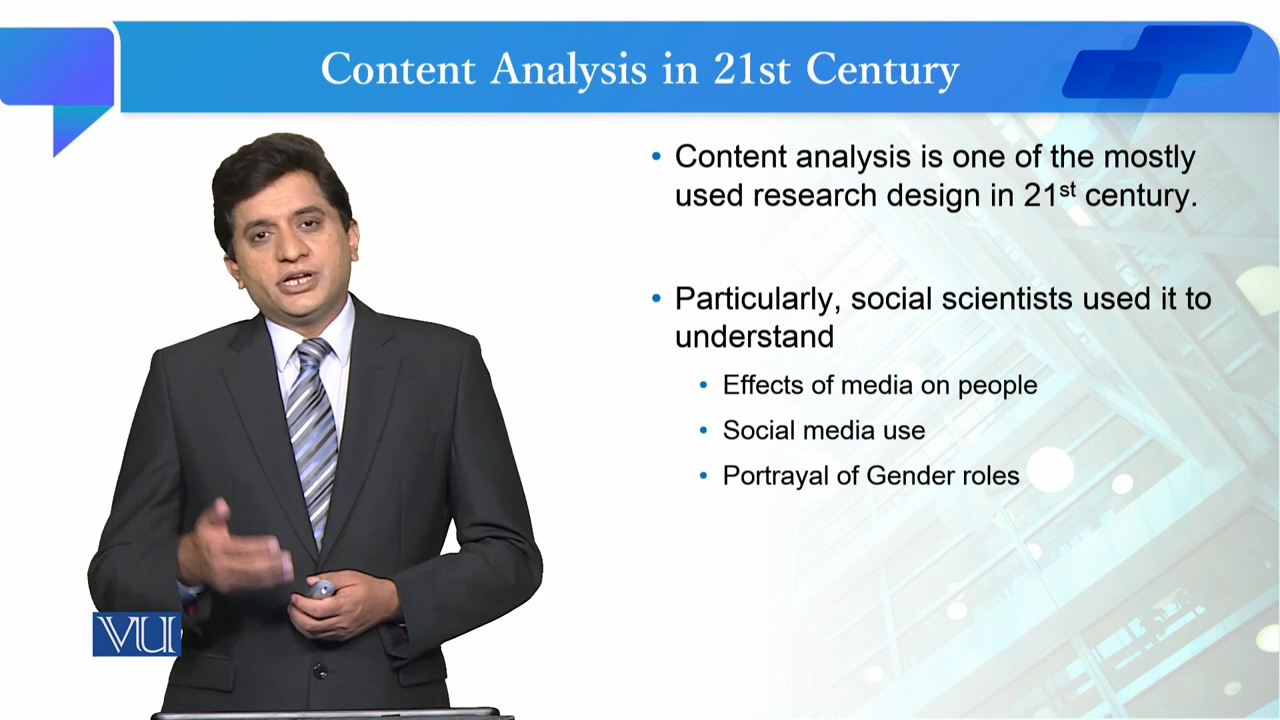 Content Analysis in 21st Century
• Content analysis is one of the mostly
used research design in 21st century.
• Particularly, social scientists used it to
understand
• Effects of media on people
• Social media use
• Portrayal of Gender roles
VU